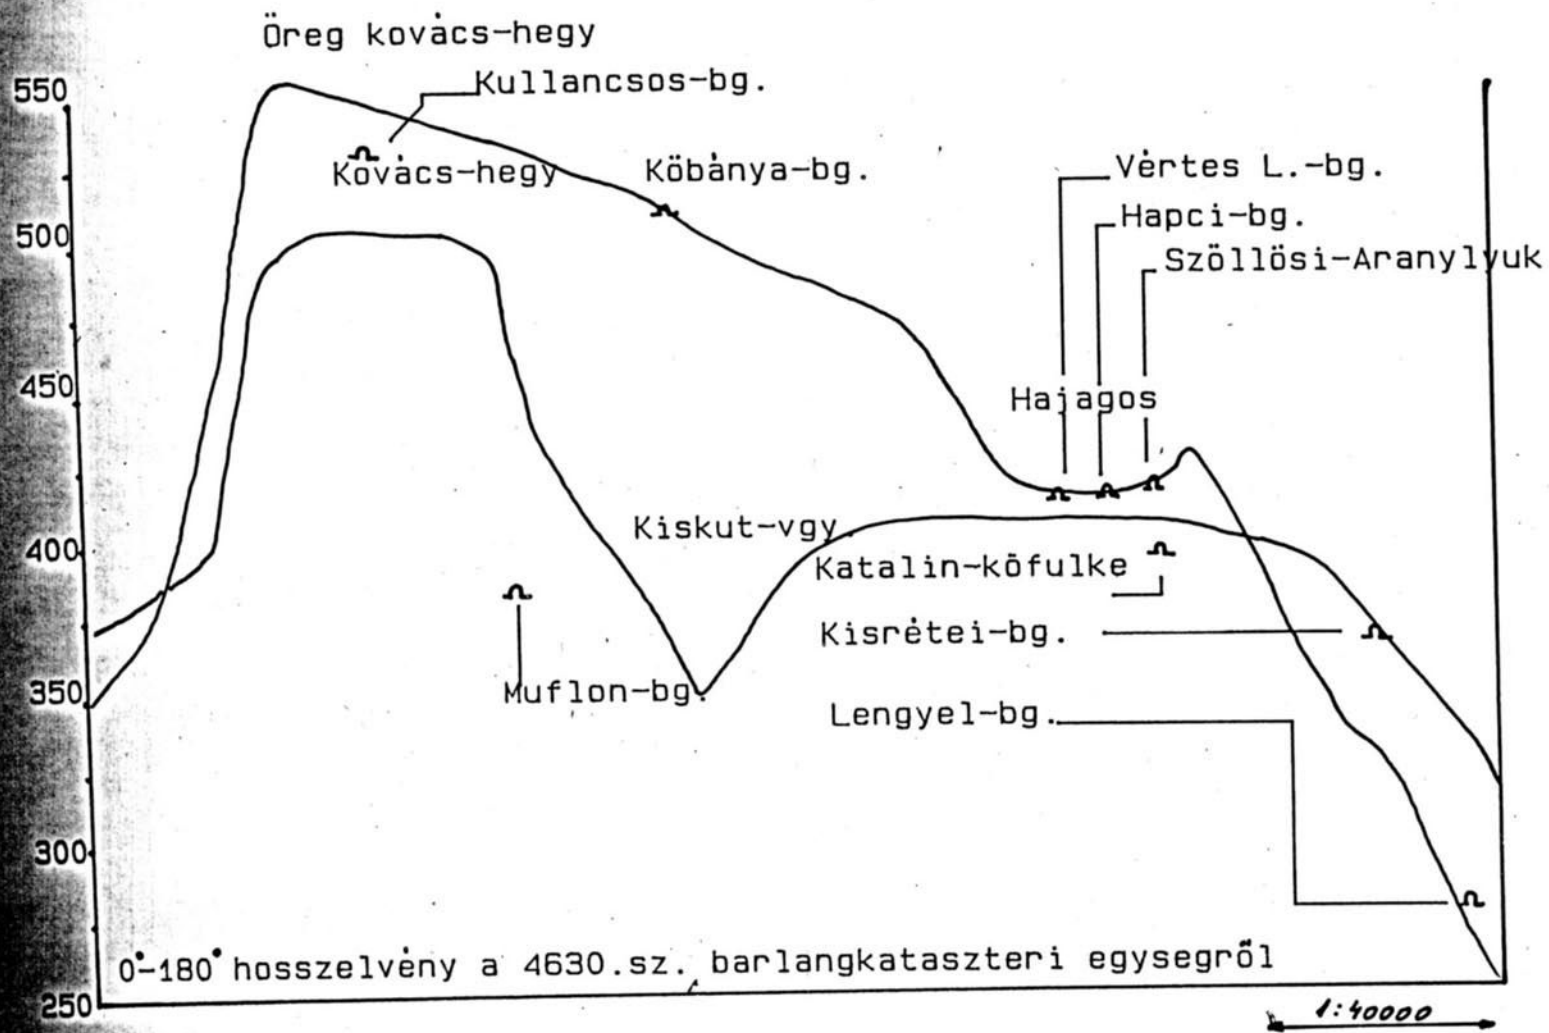 Öreg kovács-hegy
Kullancsos-bg.
550
Kovács-hegy
Köbánya-bg.
Vértes L.-bg.
Hapci-bg.
Szöllösi-Aranylyuk
500
450
Hajagos
400
Kiskut-vgy.
Katalin-köfulke
Kisrétei-bg.
350
Muflon-bg.
Lengyel-bg.
300
0°-180° hosszelvény a 4630.sz. barlangkataszteri egysegröl
250
1:40000